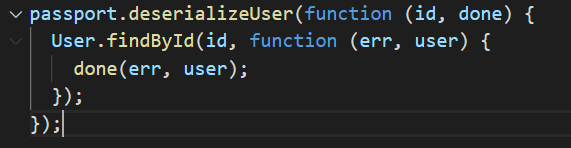 passport.deserializeUser(function (id, done) {
  User.findById(id, function (err, user) {
    done(err, user);
  });
});